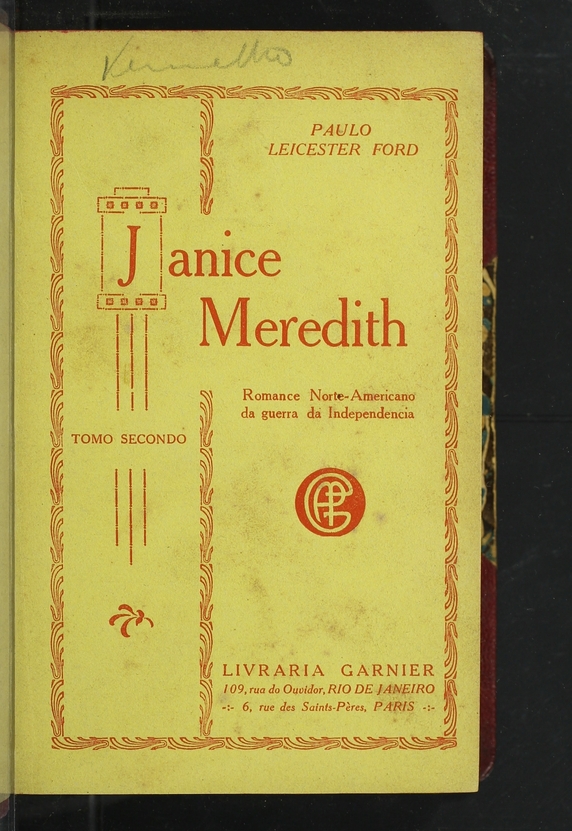 Vermelho
PAULO
LEICESTER FORD
Janice
Meredith
Romance Norte-Americano
da guerra da Independencia
TOMO SECONDO
LIVRARIA GARNIER
109, rua do Ouvidor, RIO DE JANEIRO
-:- 6, rue des Saints-Pères, PARIS -:-